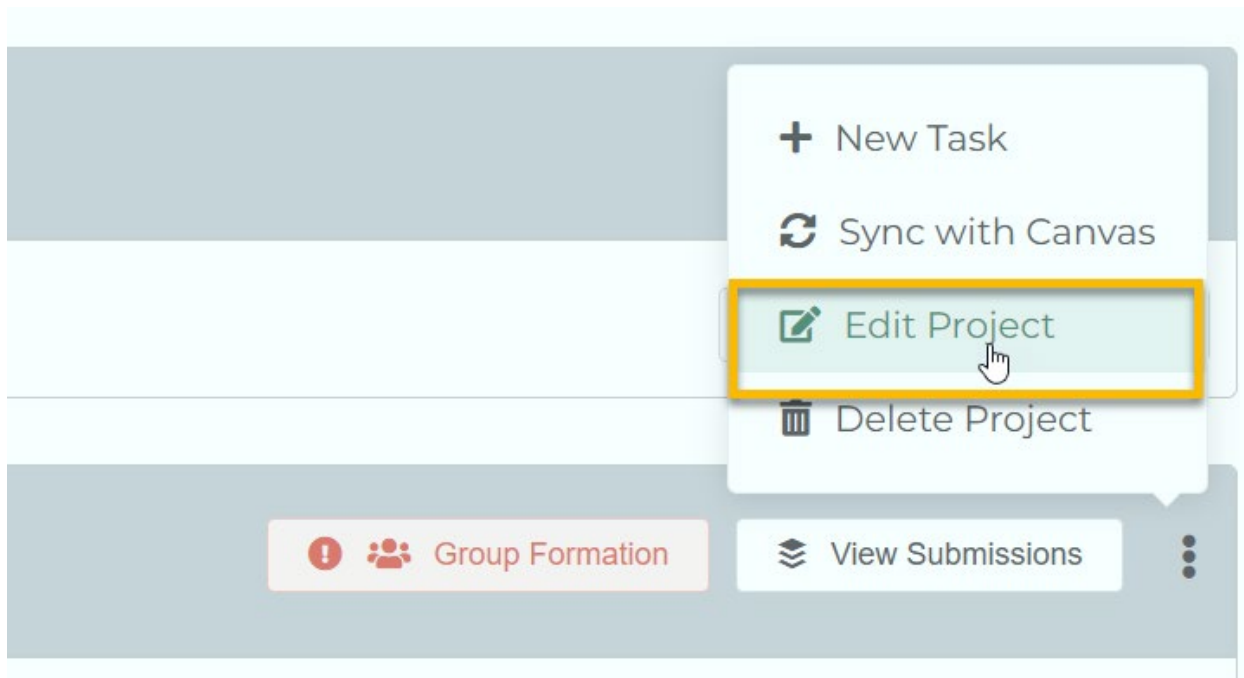 New Task
Sync with Canvas
Edit Project
Delete Project
Group Formation
View Submissions